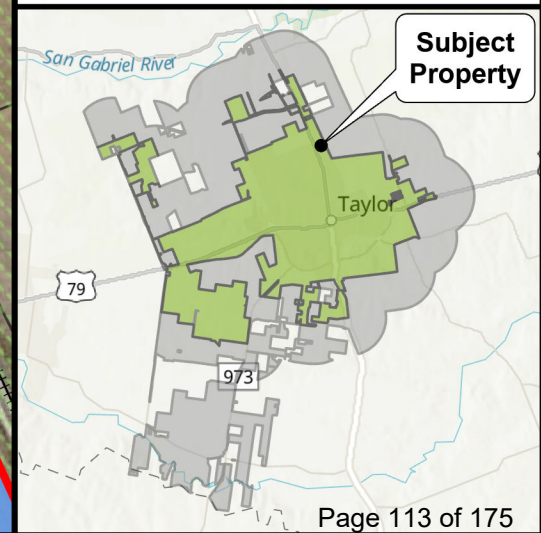 Subject
Property
San Gabriel River
Taylor
79
973
Page 113 of 175